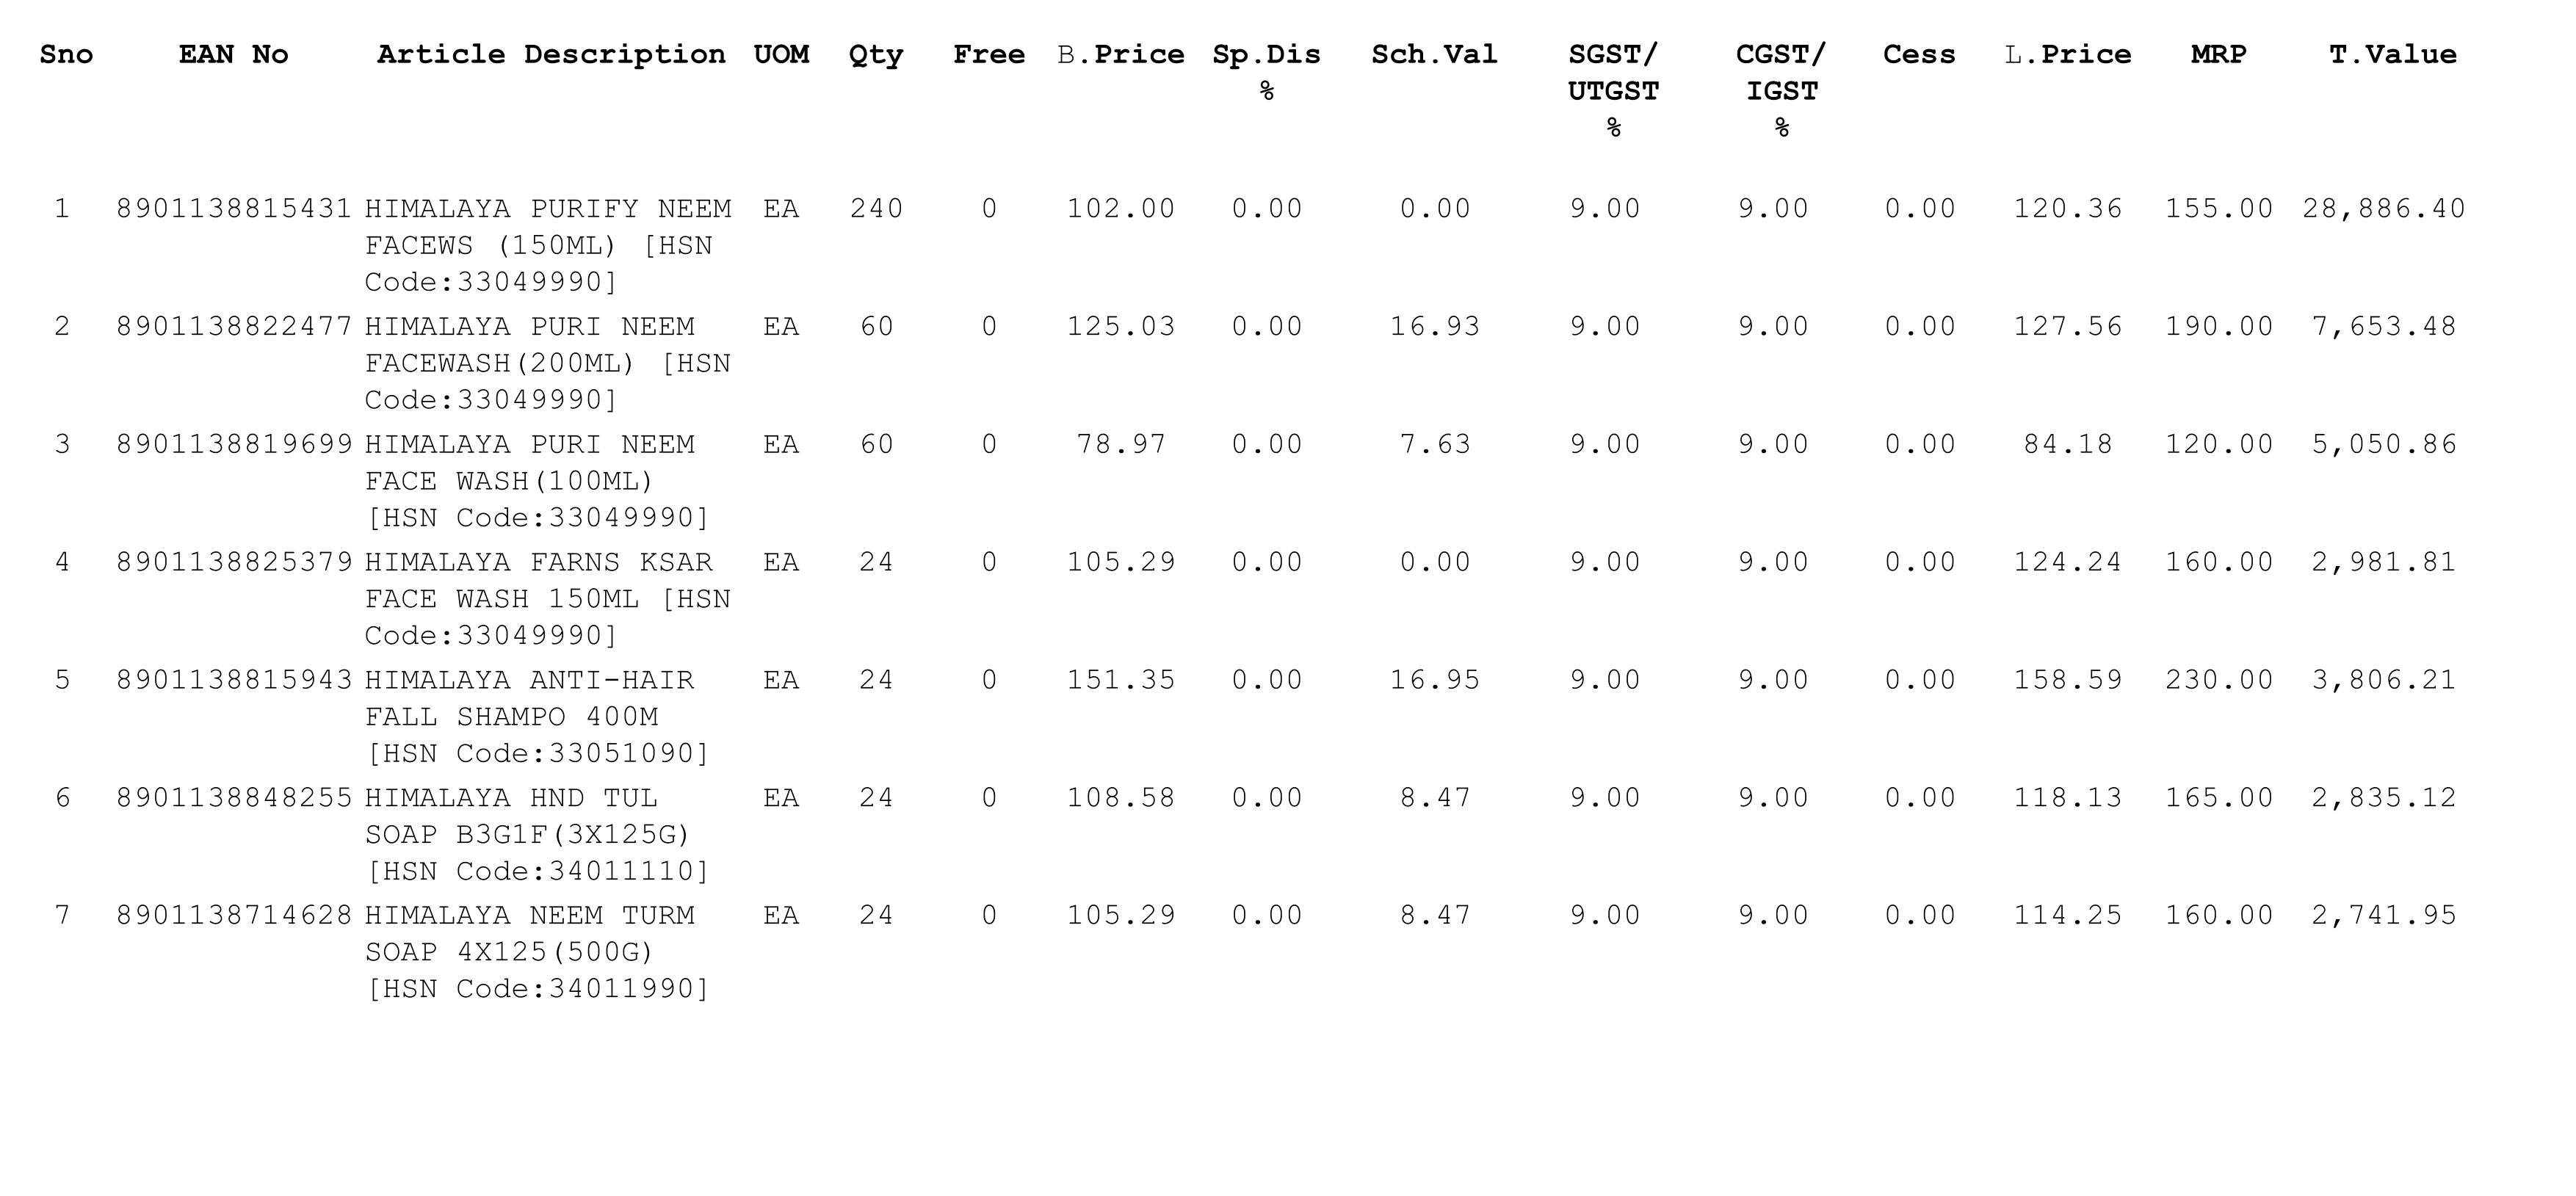 Sno EAN No Article Description UOM Qty Free B.Price Sp.Dis Sch.Val SGST/ CGST/ Cess L.Price MRP T.Value
% UTGST IGST
% %
1 8901138815431 HIMALAYA PURIFY NEEM EA 240 0 102.00 0.00 0.00 9.00 9.00 0.00 120.36 155.00 28,886.40
FACEWS (150ML) [HSN
Code:33049990]
2 8901138822477 HIMALAYA PURI NEEM EA 60 0 125.03 0.00 16.93 9.00 9.00 0.00 127.56 190.00 7,653.48
FACEWASH(200ML) [HSN
Code:33049990]
3 8901138819699 HIMALAYA PURI NEEM EA 60 0 78.97 0.00 7.63 9.00 9.00 0.00 84.18 120.00 5,050.86
FACE WASH(100ML)
[HSN Code:33049990]
4 8901138825379 HIMALAYA FARNS KSAR EA 24 0 105.29 0.00 0.00 9.00 9.00 0.00 124.24 160.00 2,981.81
FACE WASH 150ML [HSN
Code:33049990]
5 8901138815943 HIMALAYA ANTI-HAIR EA 24 0 151.35 0.00 16.95 9.00 9.00 0.00 158.59 230.00 3,806.21
FALL SHAMPO 400M
[HSN Code:33051090]
6 8901138848255 HIMALAYA HND TUL EA 24 0 108.58 0.00 8.47 9.00 9.00 0.00 118.13 165.00 2,835.12
SOAP B3G1F(3X125G)
[HSN Code:34011110]
7 8901138714628 HIMALAYA NEEM TURM EA 24 0 105.29 0.00 8.47 9.00 9.00 0.00 114.25 160.00 2,741.95
SOAP 4X125(500G)
[HSN Code:34011990]